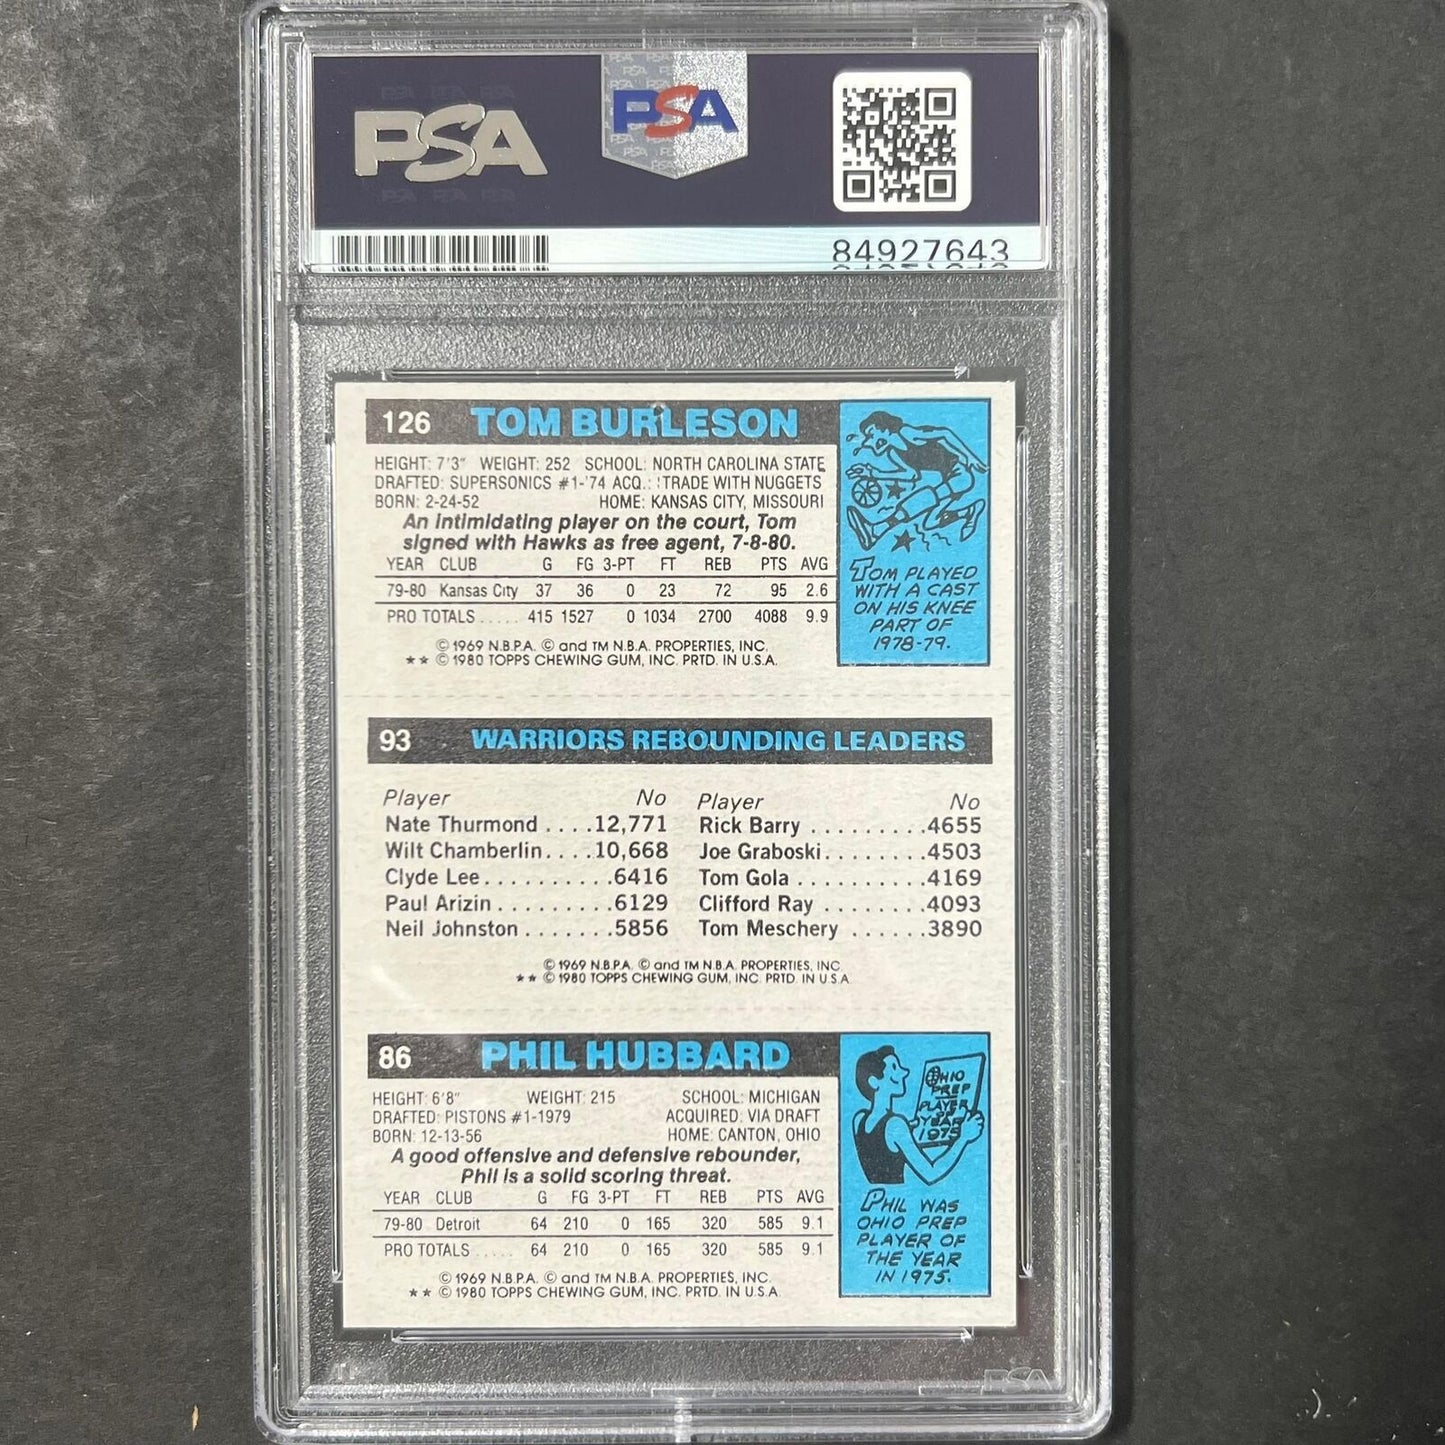 PSA
PSA
84927643
126 TOM BURLESON
HEIGHT: 7'3" WEIGHT: 252 SCHOOL: NORTH CAROLINA STATE
DRAFTED: SUPERSONICS #1-'74 ACQ.: TRADE WITH NUGGETS
BORN: 2-24-52 HOME: KANSAS CITY, MISSOURI
An intimidating player on the court, Tom
signed with Hawks as free agent, 7-8-80.
YEAR CLUB G FG 3-PT FT REB PTS AVG
79-80 Kansas City 37 36 0 23 72 95 2.6
PRO TOTALS ..... 415 1527 0 1034 2700 4088 9.9
© 1969 N.B.P.A. © and TM N.B.A. PROPERTIES, INC.
★★ © 1980 TOPPS CHEWING GUM, INC. PRTD. IN U.S.A.
TOM PLAYED
WITH A CAST
ON HIS KNEE
PART OF
1978-79.
93 WARRIORS REBOUNDING LEADERS
Player No Player No
Nate Thurmond ....12,771 Rick Barry .........4655
Wilt Chamberlin....10,668 Joe Graboski........4503
Clyde Lee..........6416 Tom Gola ..........4169
Paul Arizin .........6129 Clifford Ray ........4093
Neil Johnston .......5856 Tom Meschery ......3890
© 1969 N.B.P.A. © and TM N.B.A. PROPERTIES, INC.
★★ © 1980 TOPPS CHEWING GUM, INC. PRTD. IN U.S.A.
86 PHIL HUBBARD
HEIGHT: 6'8" WEIGHT: 215 SCHOOL: MICHIGAN
DRAFTED: PISTONS #1-1979 ACQUIRED: VIA DRAFT
BORN: 12-13-56 HOME: CANTON, OHIO
A good offensive and defensive rebounder,
Phil is a solid scoring threat.
YEAR CLUB G FG 3-PT FT REB PTS AVG
79-80 Detroit 64 210 0 165 320 585 9.1
PRO TOTALS ..... 64 210 0 165 320 585 9.1
© 1969 N.B.P.A. © and TM N.B.A. PROPERTIES, INC.
★★ © 1980 TOPPS CHEWING GUM, INC. PRTD. IN U.S.A.
OHIO
PREP
PLAYER
OF
YEAR
1975
PHIL WAS
OHIO PREP
PLAYER OF
THE YEAR
IN 1975.
PSA